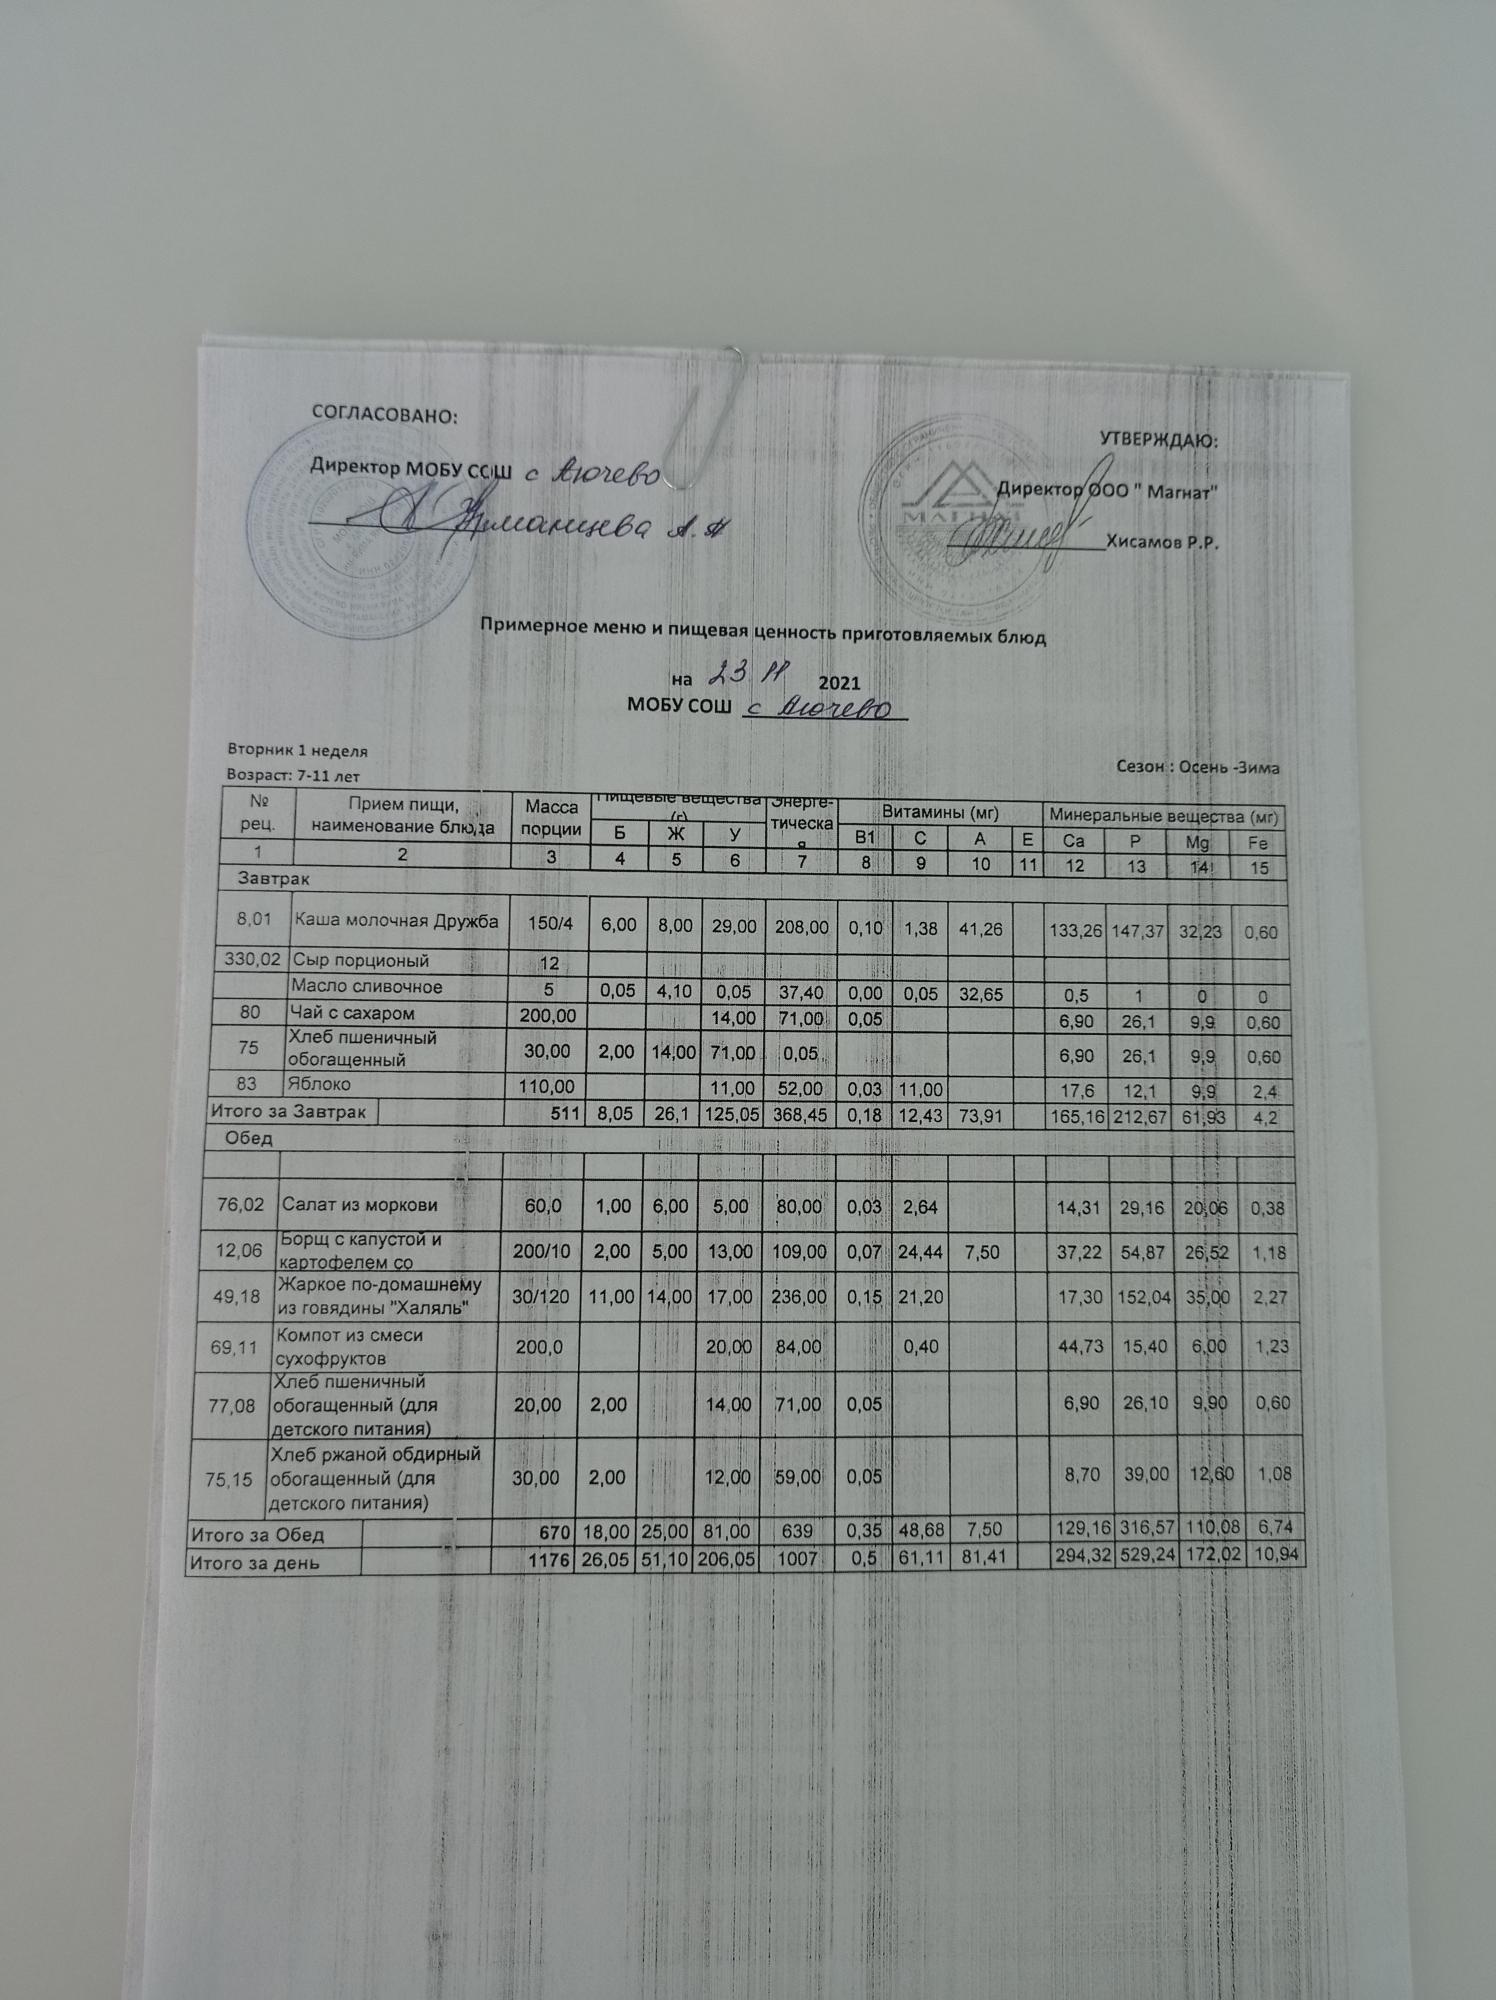 СОГЛАСОВАНО:
УТВЕРЖДАЮ:
Директор МОБУ СОШ с Аючево
Директор ООО " Магнат"
МАГНАТ
А.Н
Хисамов Р.Р.
Примерное меню и пищевая ценность приготовляемых блюд
на 23 11 2021
МОБУ СОШ с Аючево
Вторник 1 неделя
Сезон : Осень -Зима
Возраст: 7-11 лет
№ рец. Прием пищи, наименование блюда Масса порции Пищевые вещества (г) Энерге-тическая Витамины (мг) Минеральные вещества (мг)
Б Ж У В1 С А Е Ca P Mg Fe
1 2 3 4 5 6 7 8 9 10 11 12 13 14 15
Завтрак
8,01 Каша молочная Дружба 150/4 6,00 8,00 29,00 208,00 0,10 1,38 41,26 133,26 147,37 32,23 0,60
330,02 Сыр порционый 12
Масло сливочное 5 0,05 4,10 0,05 37,40 0,00 0,05 32,65 0,5 1 0 0
80 Чай с сахаром 200,00 14,00 71,00 0,05 6,90 26,1 9,9 0,60
75 Хлеб пшеничный обогащенный 30,00 2,00 14,00 71,00 0,05 6,90 26,1 9,9 0,60
83 Яблоко 110,00 11,00 52,00 0,03 11,00 17,6 12,1 9,9 2,4
Итого за Завтрак 511 8,05 26,1 125,05 368,45 0,18 12,43 73,91 165,16 212,67 61,93 4,2
Обед
76,02 Салат из моркови 60,0 1,00 6,00 5,00 80,00 0,03 2,64 14,31 29,16 20,06 0,38
12,06 Борщ с капустой и картофелем со 200/10 2,00 5,00 13,00 109,00 0,07 24,44 7,50 37,22 54,87 26,52 1,18
49,18 Жаркое по-домашнему из говядины "Халяль" 30/120 11,00 14,00 17,00 236,00 0,15 21,20 17,30 152,04 35,00 2,27
69,11 Компот из смеси сухофруктов 200,0 20,00 84,00 0,40 44,73 15,40 6,00 1,23
77,08 Хлеб пшеничный обогащенный (для детского питания) 20,00 2,00 14,00 71,00 0,05 6,90 26,10 9,90 0,60
75,15 Хлеб ржаной обдирный обогащенный (для детского питания) 30,00 2,00 12,00 59,00 0,05 8,70 39,00 12,60 1,08
Итого за Обед 670 18,00 25,00 81,00 639 0,35 48,68 7,50 129,16 316,57 110,08 6,74
Итого за день 1176 26,05 51,10 206,05 1007 0,5 61,11 81,41 294,32 529,24 172,02 10,94